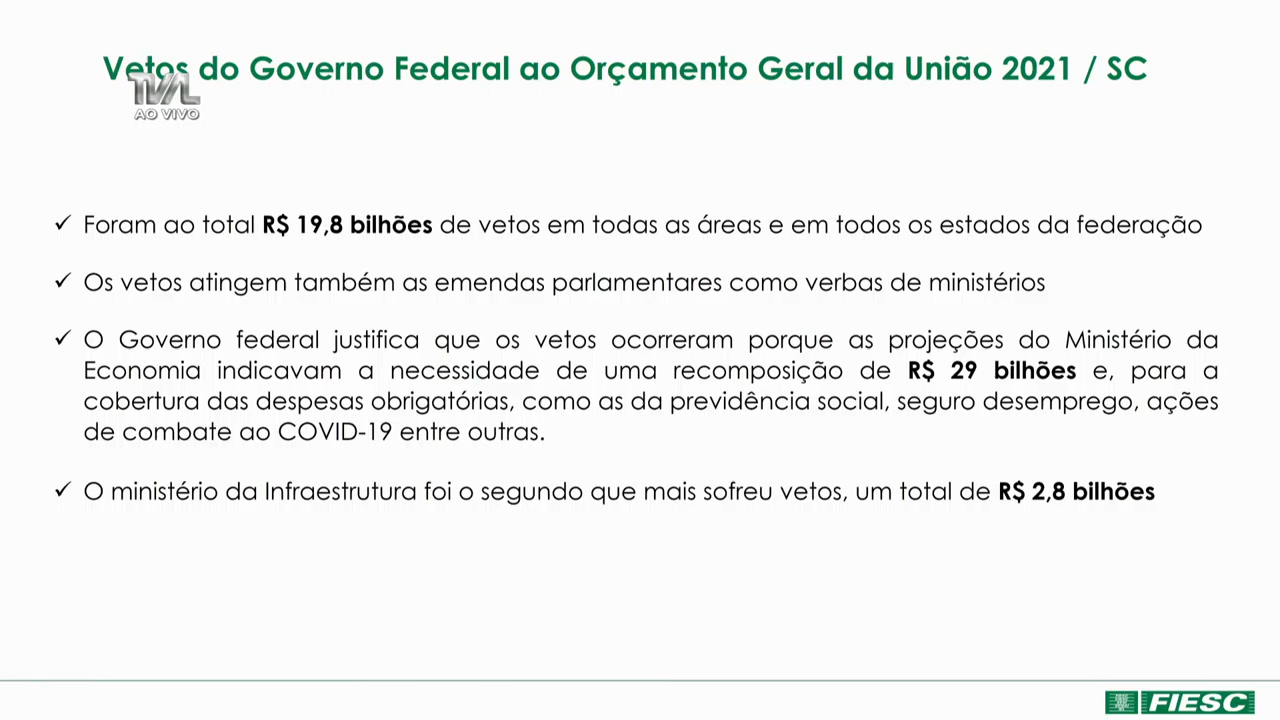 Vetos do Governo Federal ao Orçamento Geral da União 2021 / SC
TVAL
AO VIVO
✓ Foram ao total R$ 19,8 bilhões de vetos em todas as áreas e em todos os estados da federação
✓ Os vetos atingem também as emendas parlamentares como verbas de ministérios
✓ O Governo federal justifica que os vetos ocorreram porque as projeções do Ministério da
Economia indicavam a necessidade de uma recomposição de R$ 29 bilhões e, para a
cobertura das despesas obrigatórias, como as da previdência social, seguro desemprego, ações
de combate ao COVID-19 entre outras.
✓ O ministério da Infraestrutura foi o segundo que mais sofreu vetos, um total de R$ 2,8 bilhões
FIESC